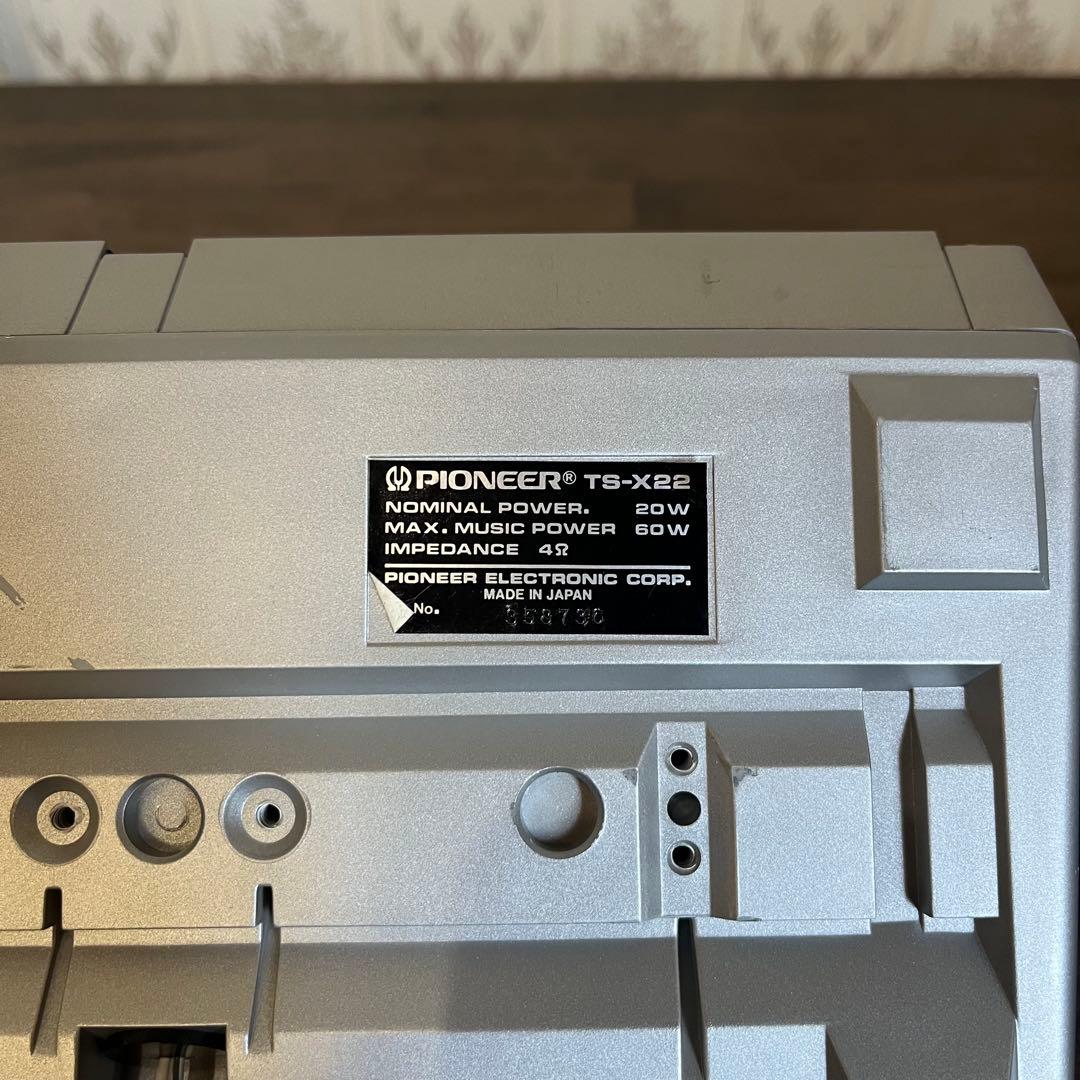 PIONEER® TS-X22
NOMINAL POWER. 20W
MAX. MUSIC POWER 60W
IMPEDANCE 4Ω
PIONEER ELECTRONIC CORP.
MADE IN JAPAN
No.